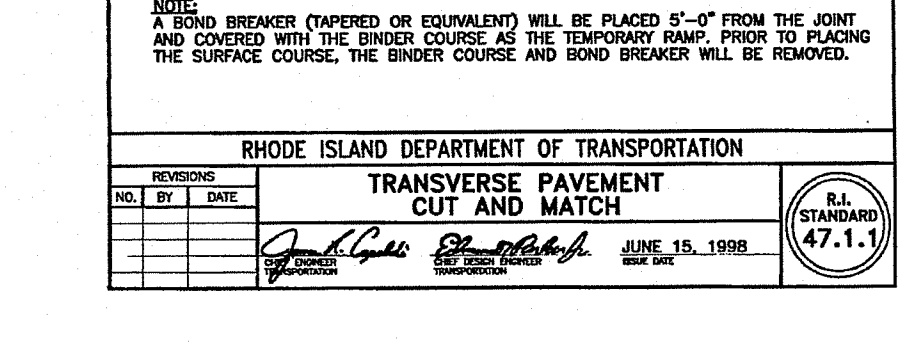 NOTE:
A BOND BREAKER (TAPERED OR EQUIVALENT) WILL BE PLACED 5'-0" FROM THE JOINT
AND COVERED WITH THE BINDER COURSE AS THE TEMPORARY RAMP. PRIOR TO PLACING
THE SURFACE COURSE, THE BINDER COURSE AND BOND BREAKER WILL BE REMOVED.
RHODE ISLAND DEPARTMENT OF TRANSPORTATION
REVISIONS
NO. BY DATE
TRANSVERSE PAVEMENT
CUT AND MATCH
R.I.
STANDARD
47.1.1
CHIEF ENGINEER
TRANSPORTATION
CHIEF DESIGN ENGINEER
TRANSPORTATION
JUNE 15, 1998
ISSUE DATE